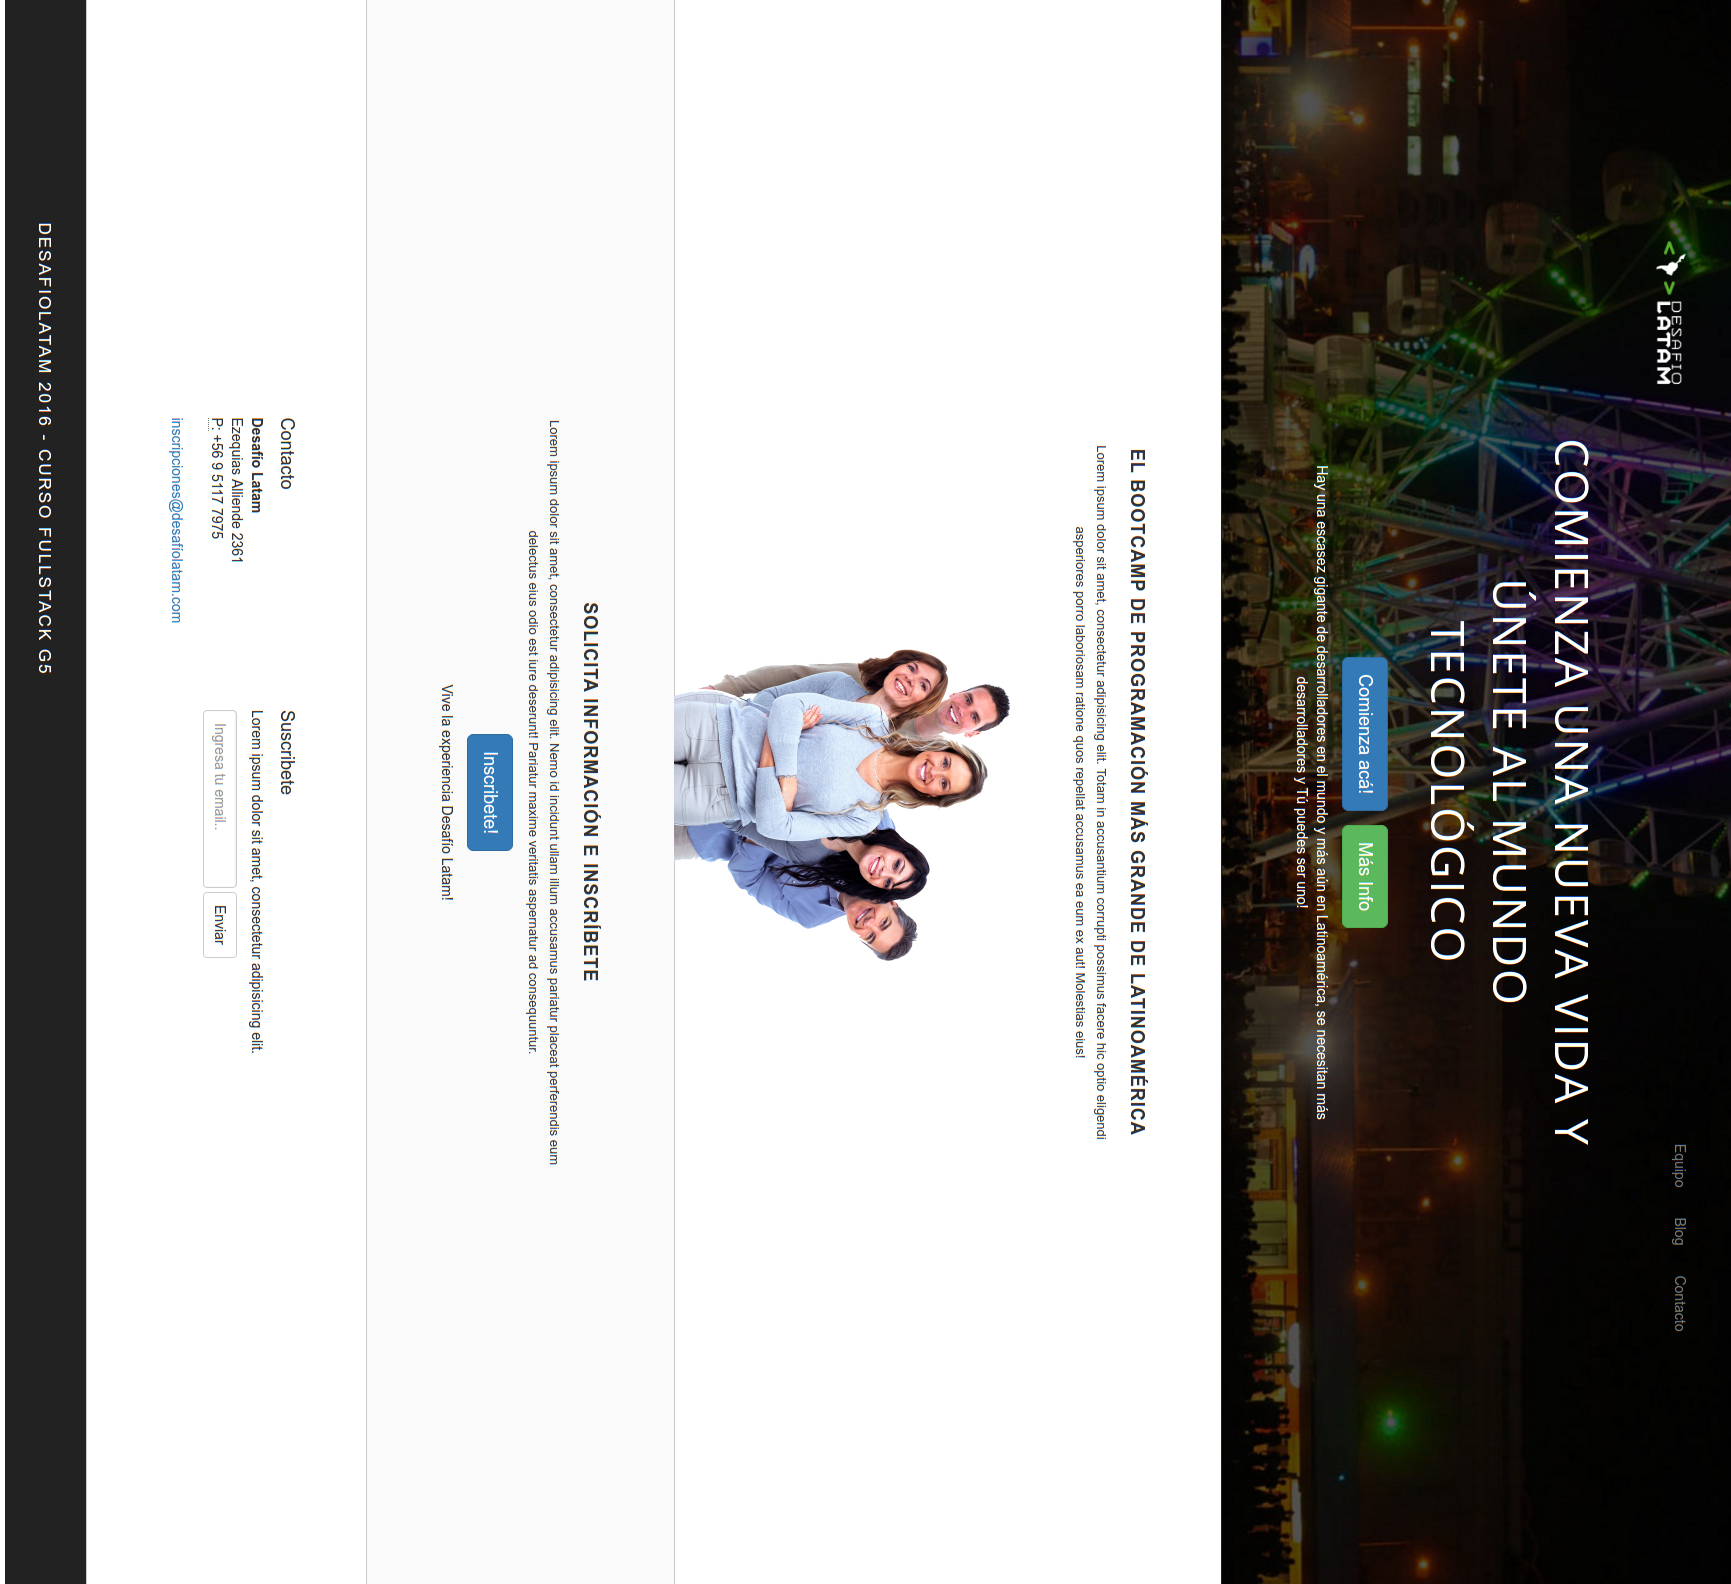 DESAFIO
LATAM
Equipo
Blog
Contacto
COMIENZA UNA NUEVA VIDA Y
ÚNETE AL MUNDO
TECNOLÓGICO
Comienza acá!
Más Info
Hay una escasez gigante de desarrolladores en el mundo y más aún en Latinoamérica, se necesitan más
desarrolladores y Tú puedes ser uno!
EL BOOTCAMP DE PROGRAMACIÓN MÁS GRANDE DE LATINOAMÉRICA
Lorem ipsum dolor sit amet, consectetur adipisicing elit. Totam in accusantium corrupti possimus facere hic optio eligendi
asperiores porro laboriosam ratione quos repellat accusamus ea eum ex aut! Molestias eius!
SOLICITA INFORMACIÓN E INSCRÍBETE
Lorem ipsum dolor sit amet, consectetur adipisicing elit. Nemo id incidunt ullam illum accusamus pariatur placeat perferendis eum
delectus eius odio est iure deserunt! Pariatur maxime veritatis aspernatur ad consequuntur.
Inscribete!
Vive la experiencia Desafío Latam!
Contacto
Desafío Latam
Ezequias Alliende 2361
P: +56 9 5117 7975
inscripciones@desafiolatam.com
Suscribete
Lorem ipsum dolor sit amet, consectetur adipisicing elit.
Ingresa tu email..
Enviar
DESAFIOLATAM 2016 - CURSO FULLSTACK G5